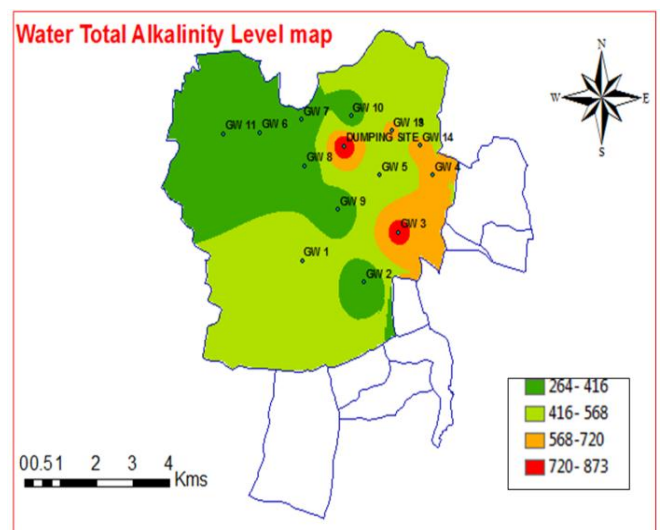 Water Total Alkalinity Level map
N
W E
S
GW 7
GW 10
GW 11
GW 6
GW 13
DUMPING SITE
GW 14
GW 8
GW 5
GW 4
GW 9
GW 3
GW 1
GW 2
264- 416
416- 568
568-720
720- 873
00.51 2 3 4
Kms